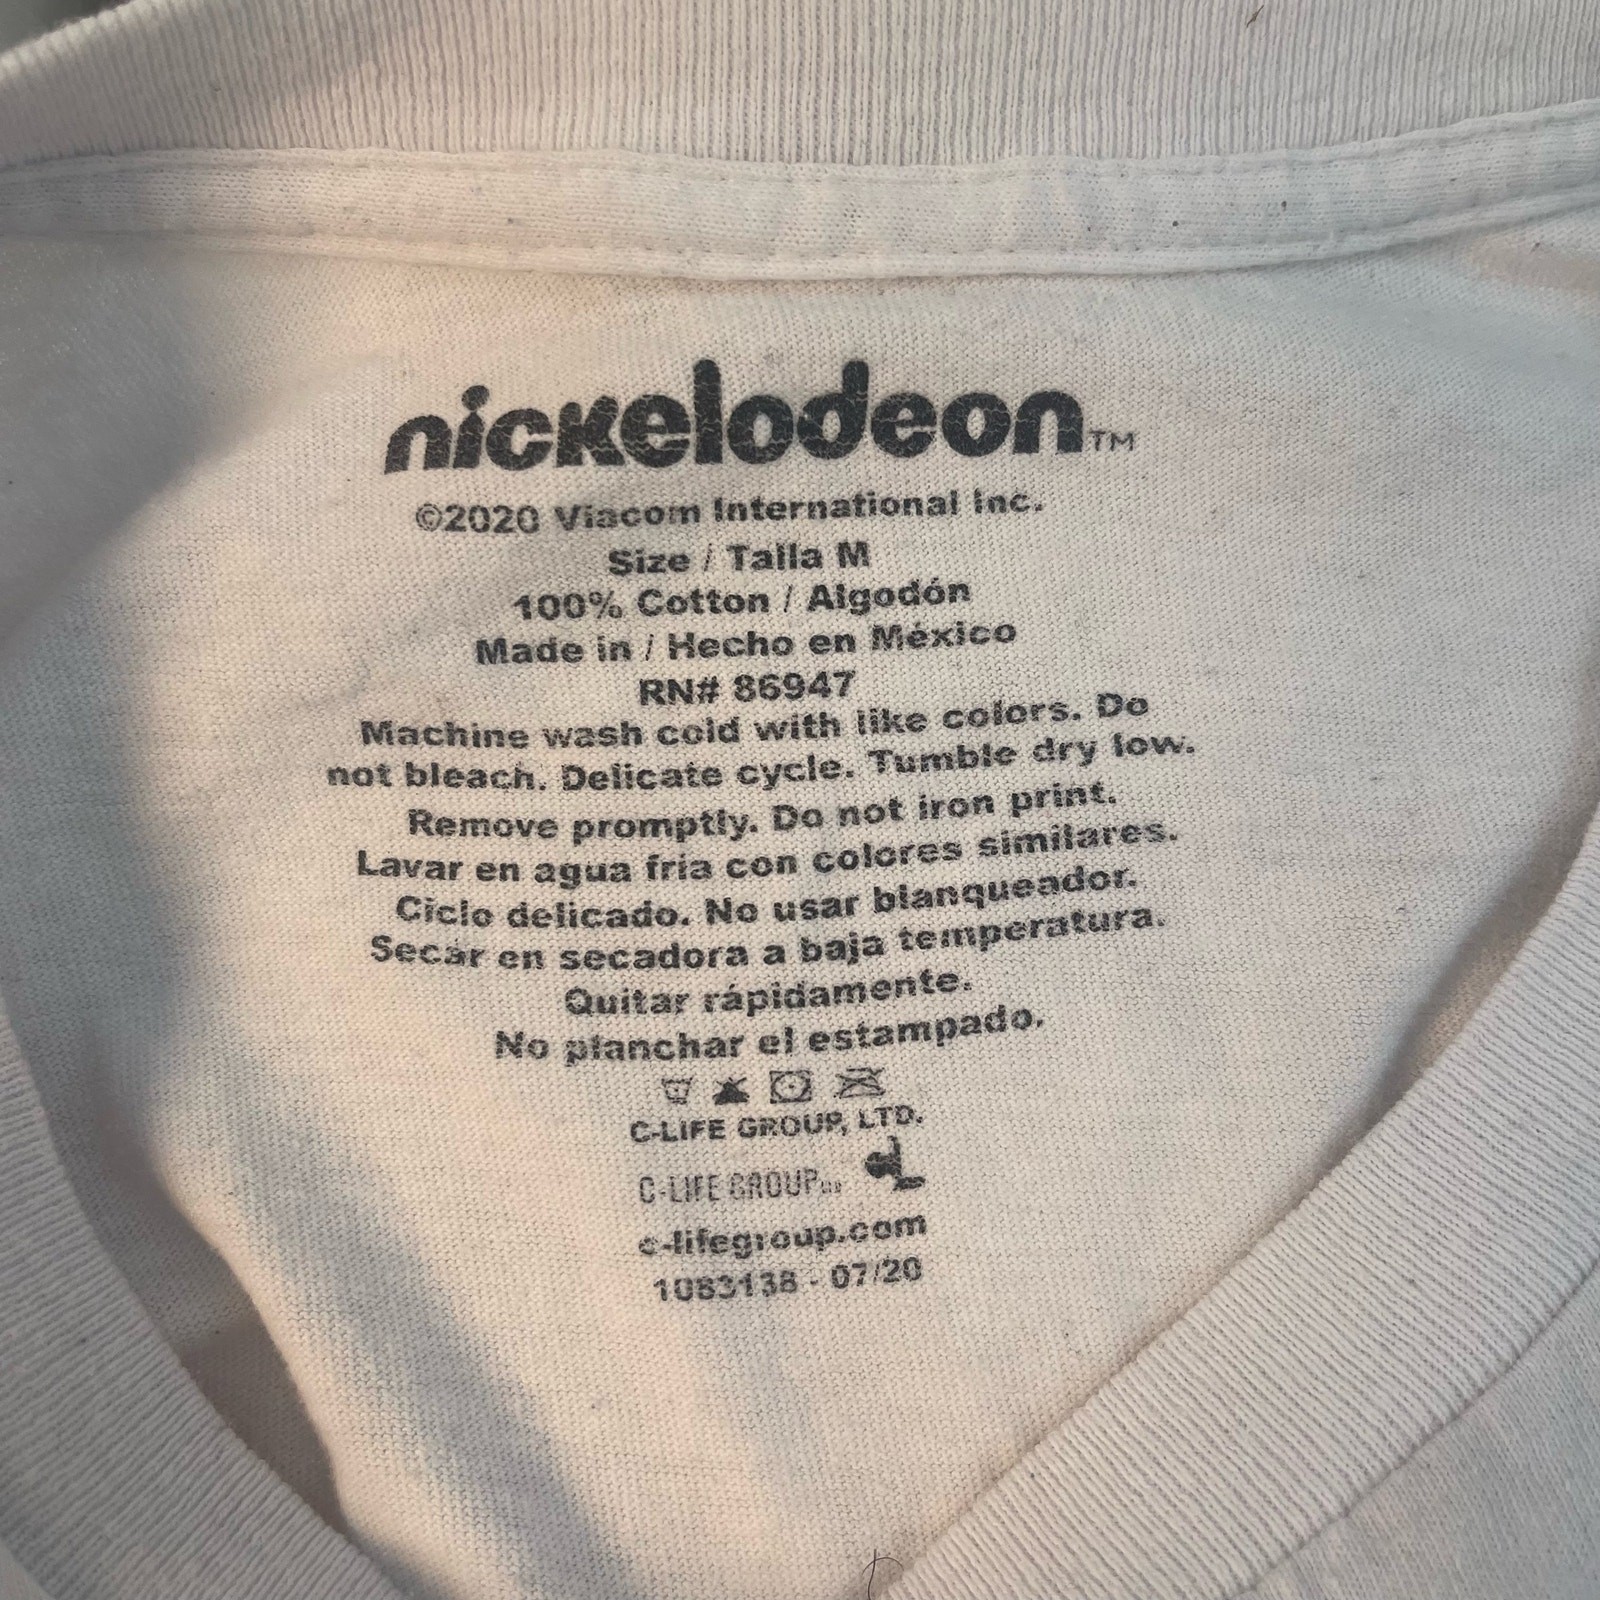 nickelodeon™
©2020 Viacom International Inc.
Size / Talla M
100% Cotton / Algodón
Made in / Hecho en México
RN# 86947
Machine wash cold with like colors. Do
not bleach. Delicate cycle. Tumble dry low.
Remove promptly. Do not iron print.
Lavar en agua fria con colores similares.
Ciclo delicado. No usar blanqueador.
Secar en secadora a baja temperatura.
Quitar rápidamente.
No planchar el estampado.
C-LIFE GROUP, LTD.
C-LIFE GROUP LTD
c-lifegroup.com
1083138 - 07/20